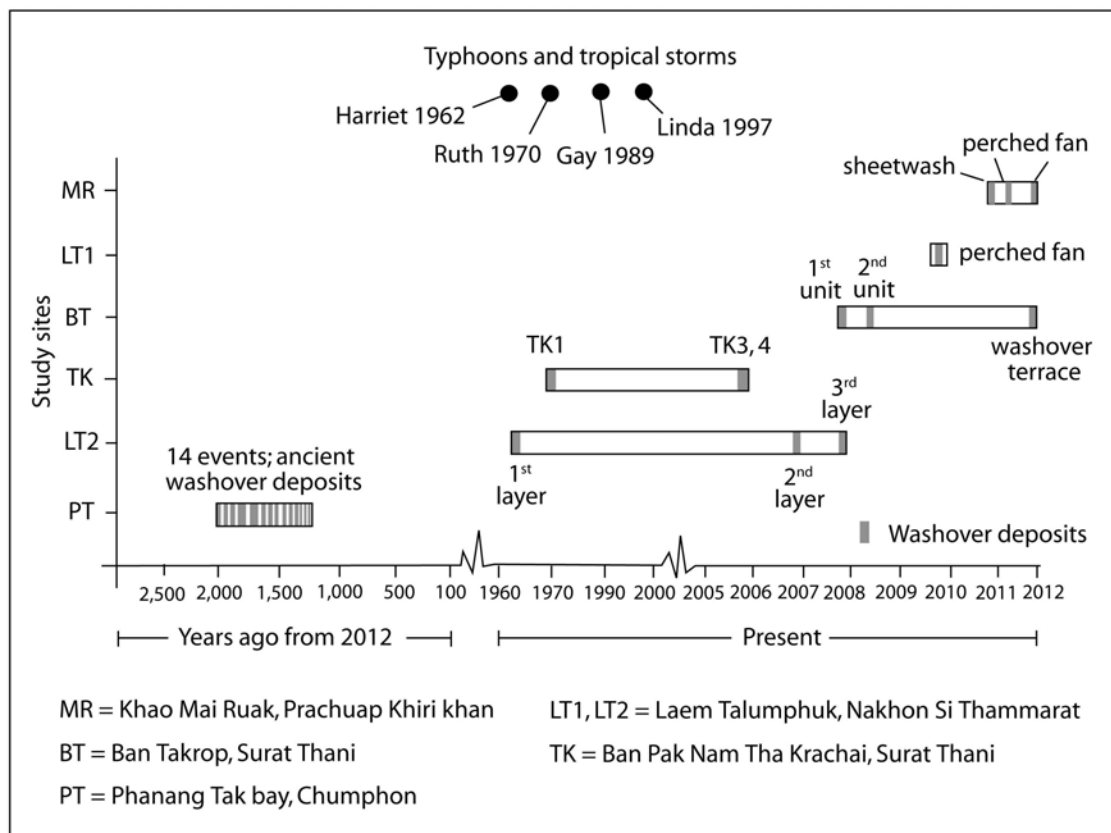 Typhoons and tropical storms
Harriet 1962
Linda 1997
Ruth 1970
Gay 1989
perched fan
sheetwash
MR
LT1
perched fan
1st
unit
2nd
unit
BT
washover
terrace
TK1
TK3, 4
TK
3rd
layer
LT2
14 events; ancient
washover deposits
1st
layer
2nd
layer
PT
Washover deposits
Study sites
2,500 2,000 1,500 1,000 500 100 1960 1970 1990 2000 2005 2006 2007 2008 2009 2010 2011 2012
Years ago from 2012
Present
MR = Khao Mai Ruak, Prachuap Khiri khan
LT1, LT2 = Laem Talumphuk, Nakhon Si Thammarat
BT = Ban Takrop, Surat Thani
TK = Ban Pak Nam Tha Krachai, Surat Thani
PT = Phanang Tak bay, Chumphon